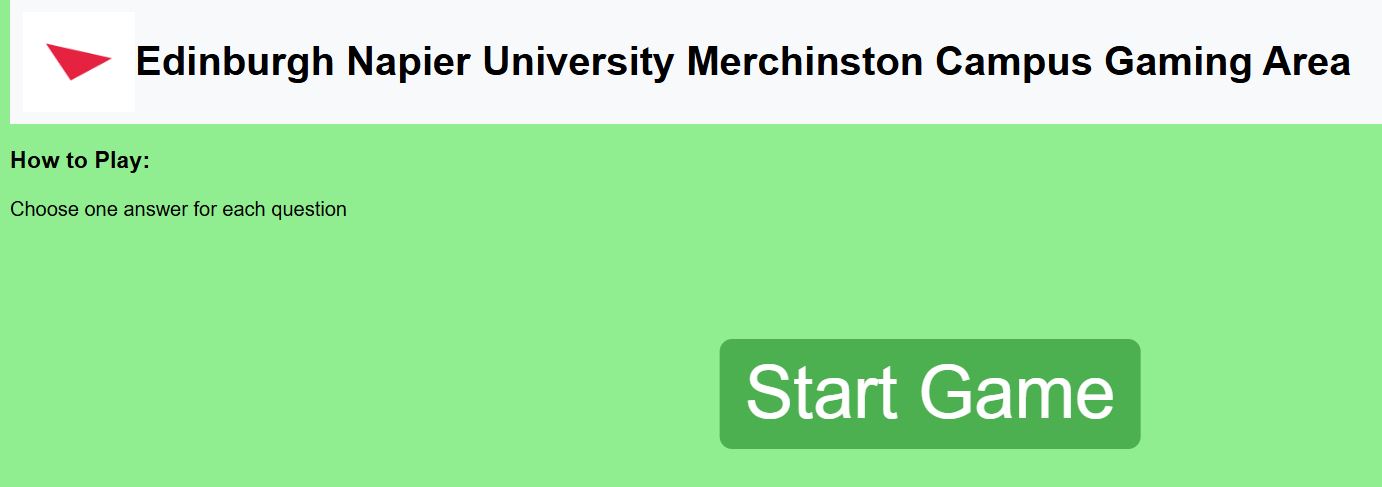 Edinburgh Napier University Merchinston Campus Gaming Area
How to Play:
Choose one answer for each question
Start Game